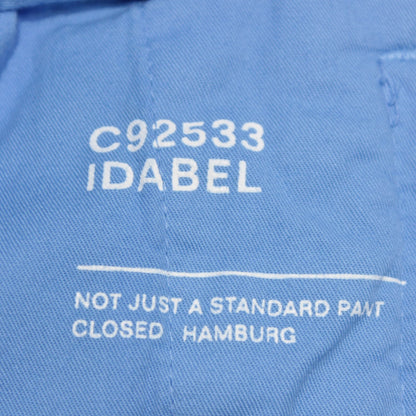 C92533
IDABEL
NOT JUST A STANDARD PANT
CLOSED HAMBURG